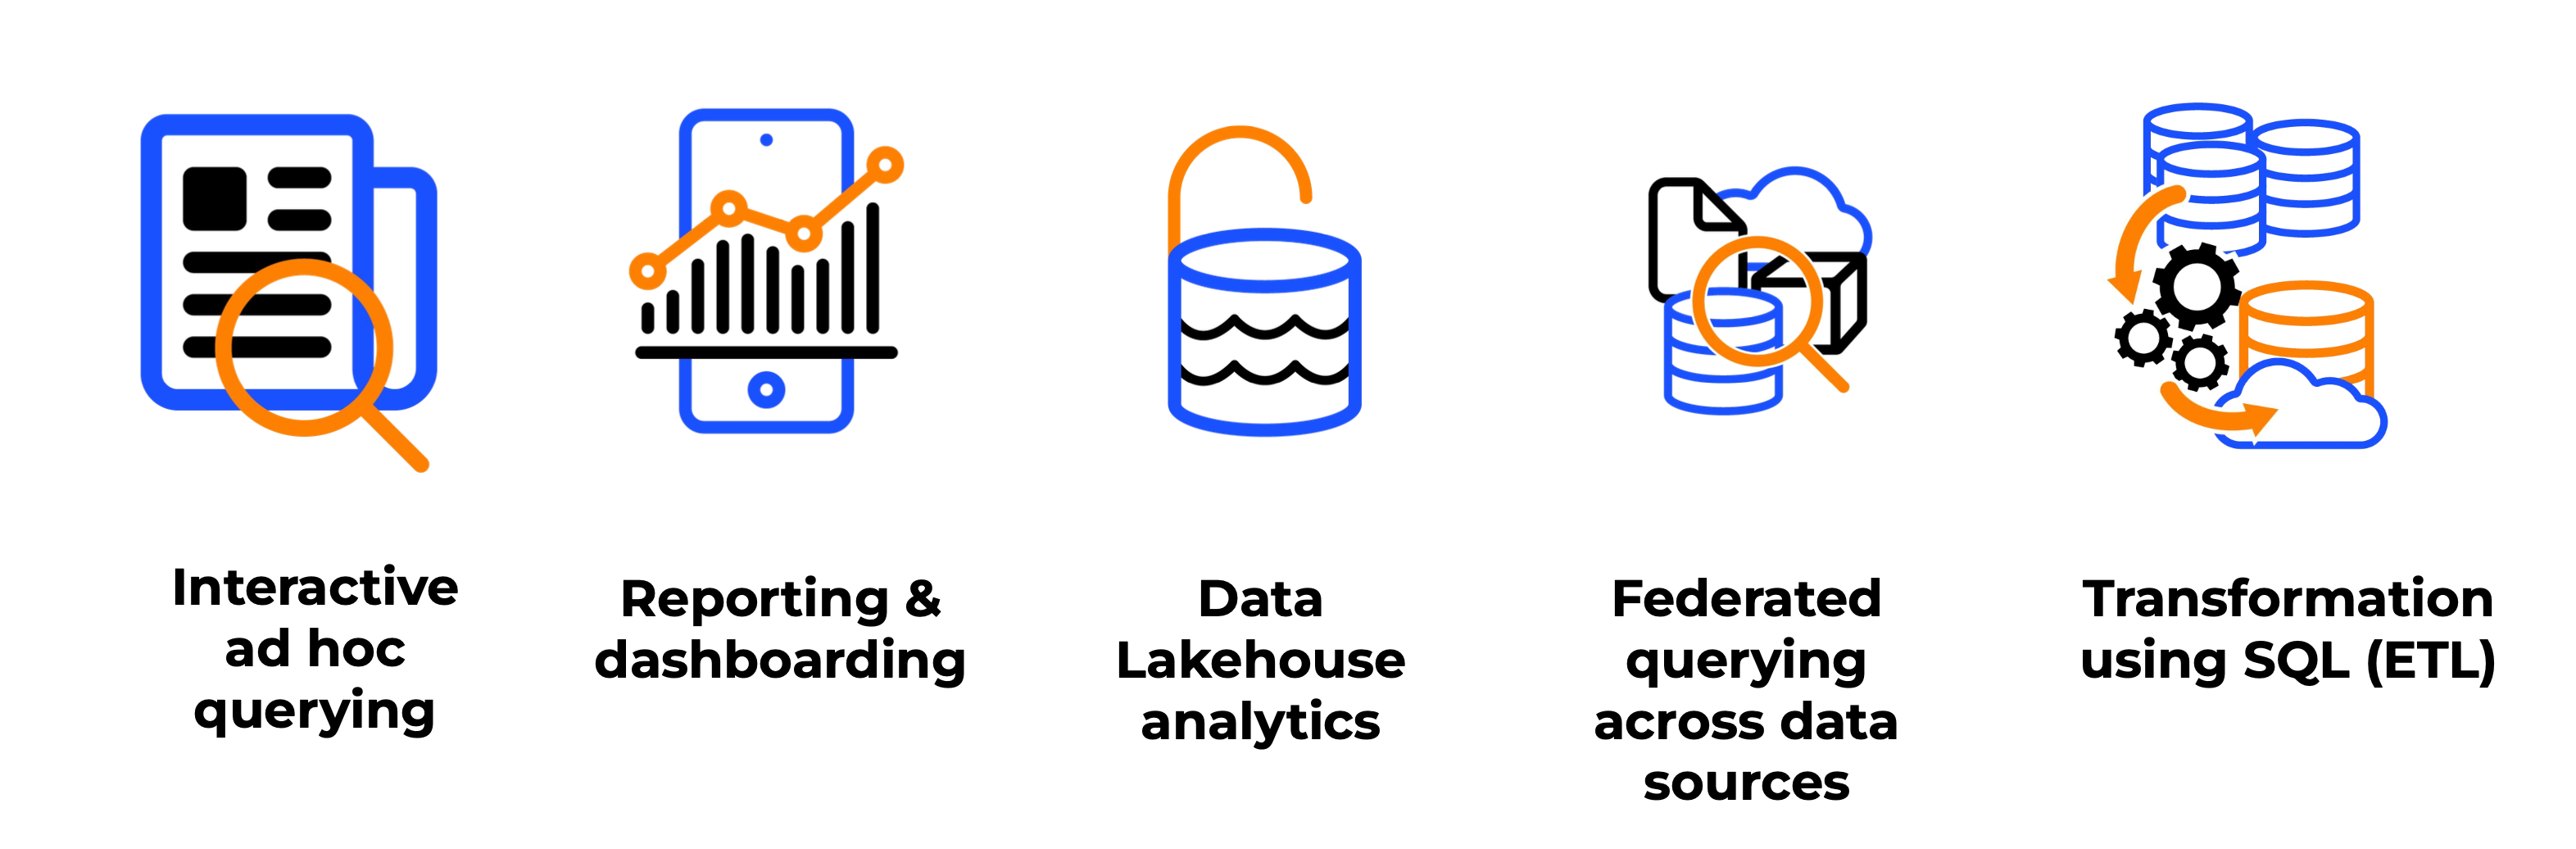 Interactive
ad hoc
querying
Reporting &
dashboarding
Data
Lakehouse
analytics
Federated
querying
across data
sources
Transformation
using SQL (ETL)